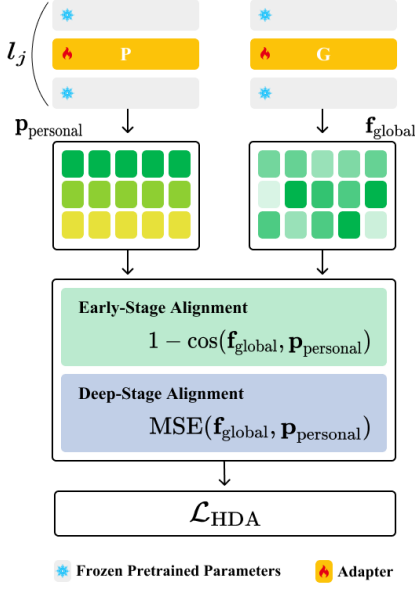 l_j
P
G
p_personal
f_global
Early-Stage Alignment
1 − cos(f_global, p_personal)
Deep-Stage Alignment
MSE(f_global, p_personal)
ℒ_HDA
Frozen Pretrained Parameters
Adapter